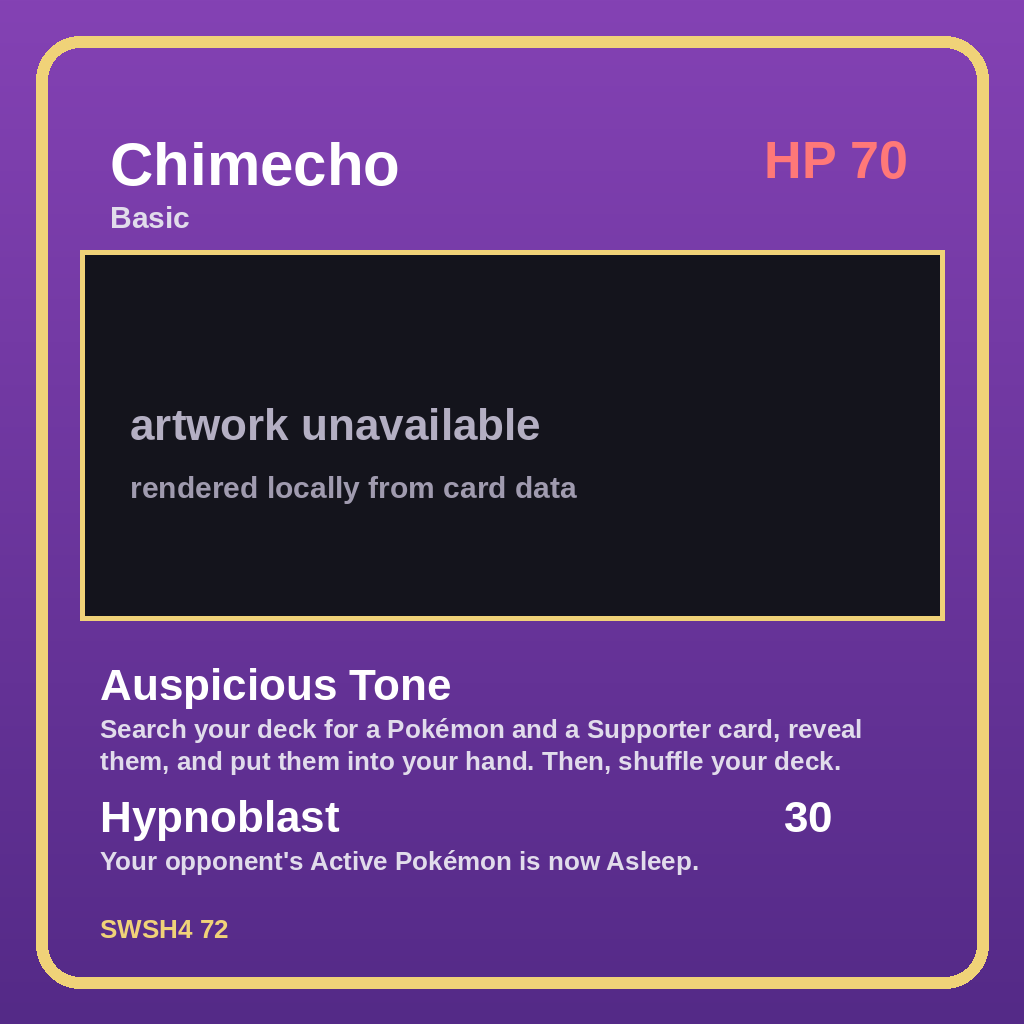 Chimecho
HP 70
Basic
artwork unavailable
rendered locally from card data
Auspicious Tone
Search your deck for a Pokémon and a Supporter card, reveal
them, and put them into your hand. Then, shuffle your deck.
Hypnoblast 30
Your opponent's Active Pokémon is now Asleep.
SWSH4 72